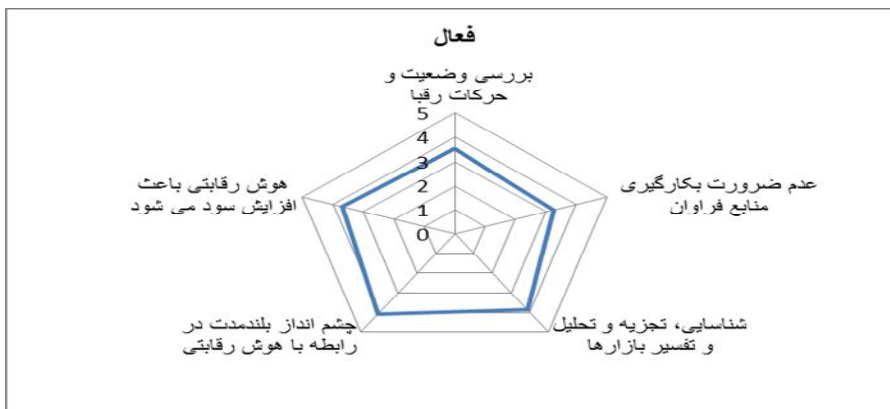 فعال
بررسی وضعیت و
حرکات رقبا
5
4
3
2
1
0
عدم ضرورت بکارگیری
منابع فراوان
شناسایی، تجزیه و تحلیل
و تفسیر بازارها
چشم انداز بلندمدت در
رابطه با هوش رقابتی
هوش رقابتی باعث
افزایش سود می شود